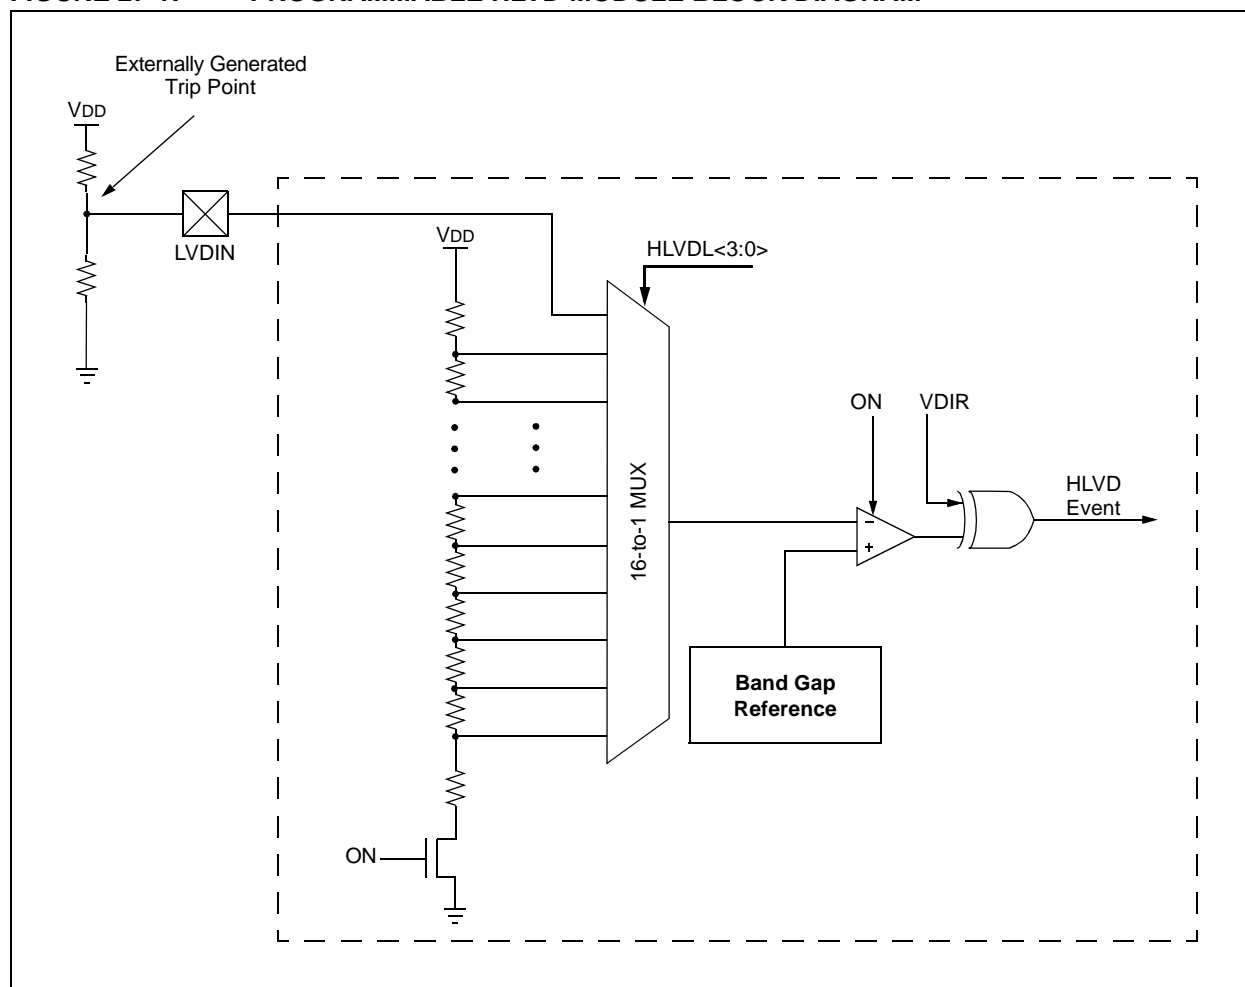 Externally Generated
Trip Point
VDD
LVDIN
VDD
HLVDL<3:0>
16-to-1 MUX
ON
VDIR
HLVD
Event
Band Gap
Reference
ON